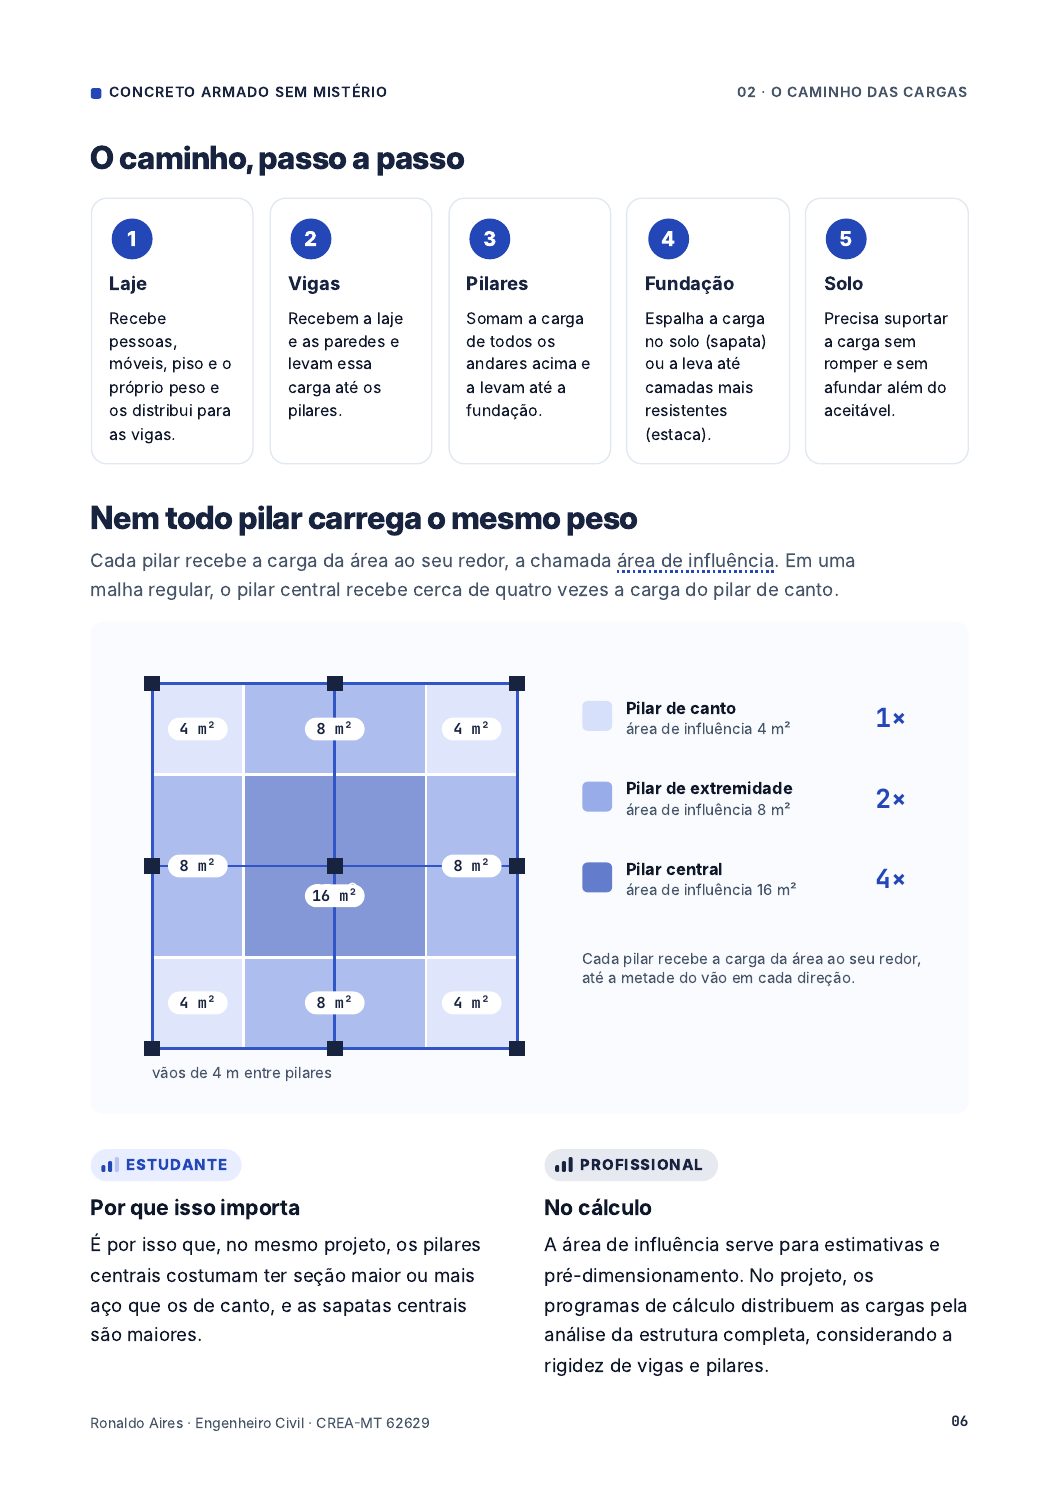 CONCRETO ARMADO SEM MISTÉRIO
02 · O CAMINHO DAS CARGAS
O caminho, passo a passo
1
Laje
Recebe
pessoas,
móveis, piso e o
próprio peso e
os distribui para
as vigas.
2
Vigas
Recebem a laje
e as paredes e
levam essa
carga até os
pilares.
3
Pilares
Somam a carga
de todos os
andares acima e
a levam até a
fundação.
4
Fundação
Espalha a carga
no solo (sapata)
ou a leva até
camadas mais
resistentes
(estaca).
5
Solo
Precisa suportar
a carga sem
romper e sem
afundar além do
aceitável.
Nem todo pilar carrega o mesmo peso
Cada pilar recebe a carga da área ao seu redor, a chamada área de influência. Em uma
malha regular, o pilar central recebe cerca de quatro vezes a carga do pilar de canto.
4 m²
8 m²
4 m²
8 m²
8 m²
16 m²
4 m²
8 m²
4 m²
vãos de 4 m entre pilares
Pilar de canto
área de influência 4 m²
1×
Pilar de extremidade
área de influência 8 m²
2×
Pilar central
área de influência 16 m²
4×
Cada pilar recebe a carga da área ao seu redor,
até a metade do vão em cada direção.
ESTUDANTE
Por que isso importa
É por isso que, no mesmo projeto, os pilares
centrais costumam ter seção maior ou mais
aço que os de canto, e as sapatas centrais
são maiores.
PROFISSIONAL
No cálculo
A área de influência serve para estimativas e
pré-dimensionamento. No projeto, os
programas de cálculo distribuem as cargas pela
análise da estrutura completa, considerando a
rigidez de vigas e pilares.
Ronaldo Aires · Engenheiro Civil · CREA-MT 62629
06